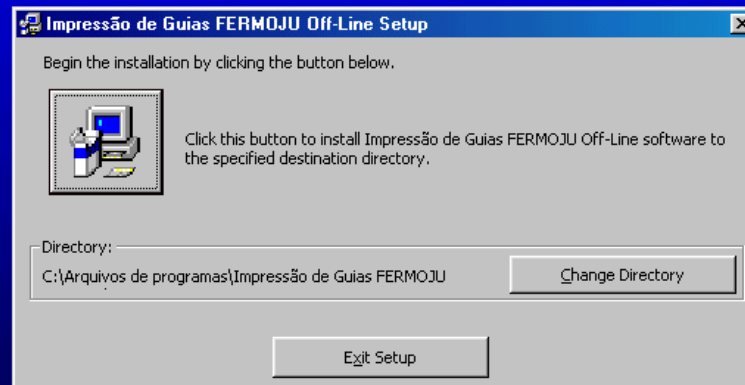 Impressão de Guias FERMOJU Off-Line Setup
Begin the installation by clicking the button below.
Click this button to install Impressão de Guias FERMOJU Off-Line software to
the specified destination directory.
Directory:
C:\Arquivos de programas\Impressão de Guias FERMOJU
Change Directory
Exit Setup